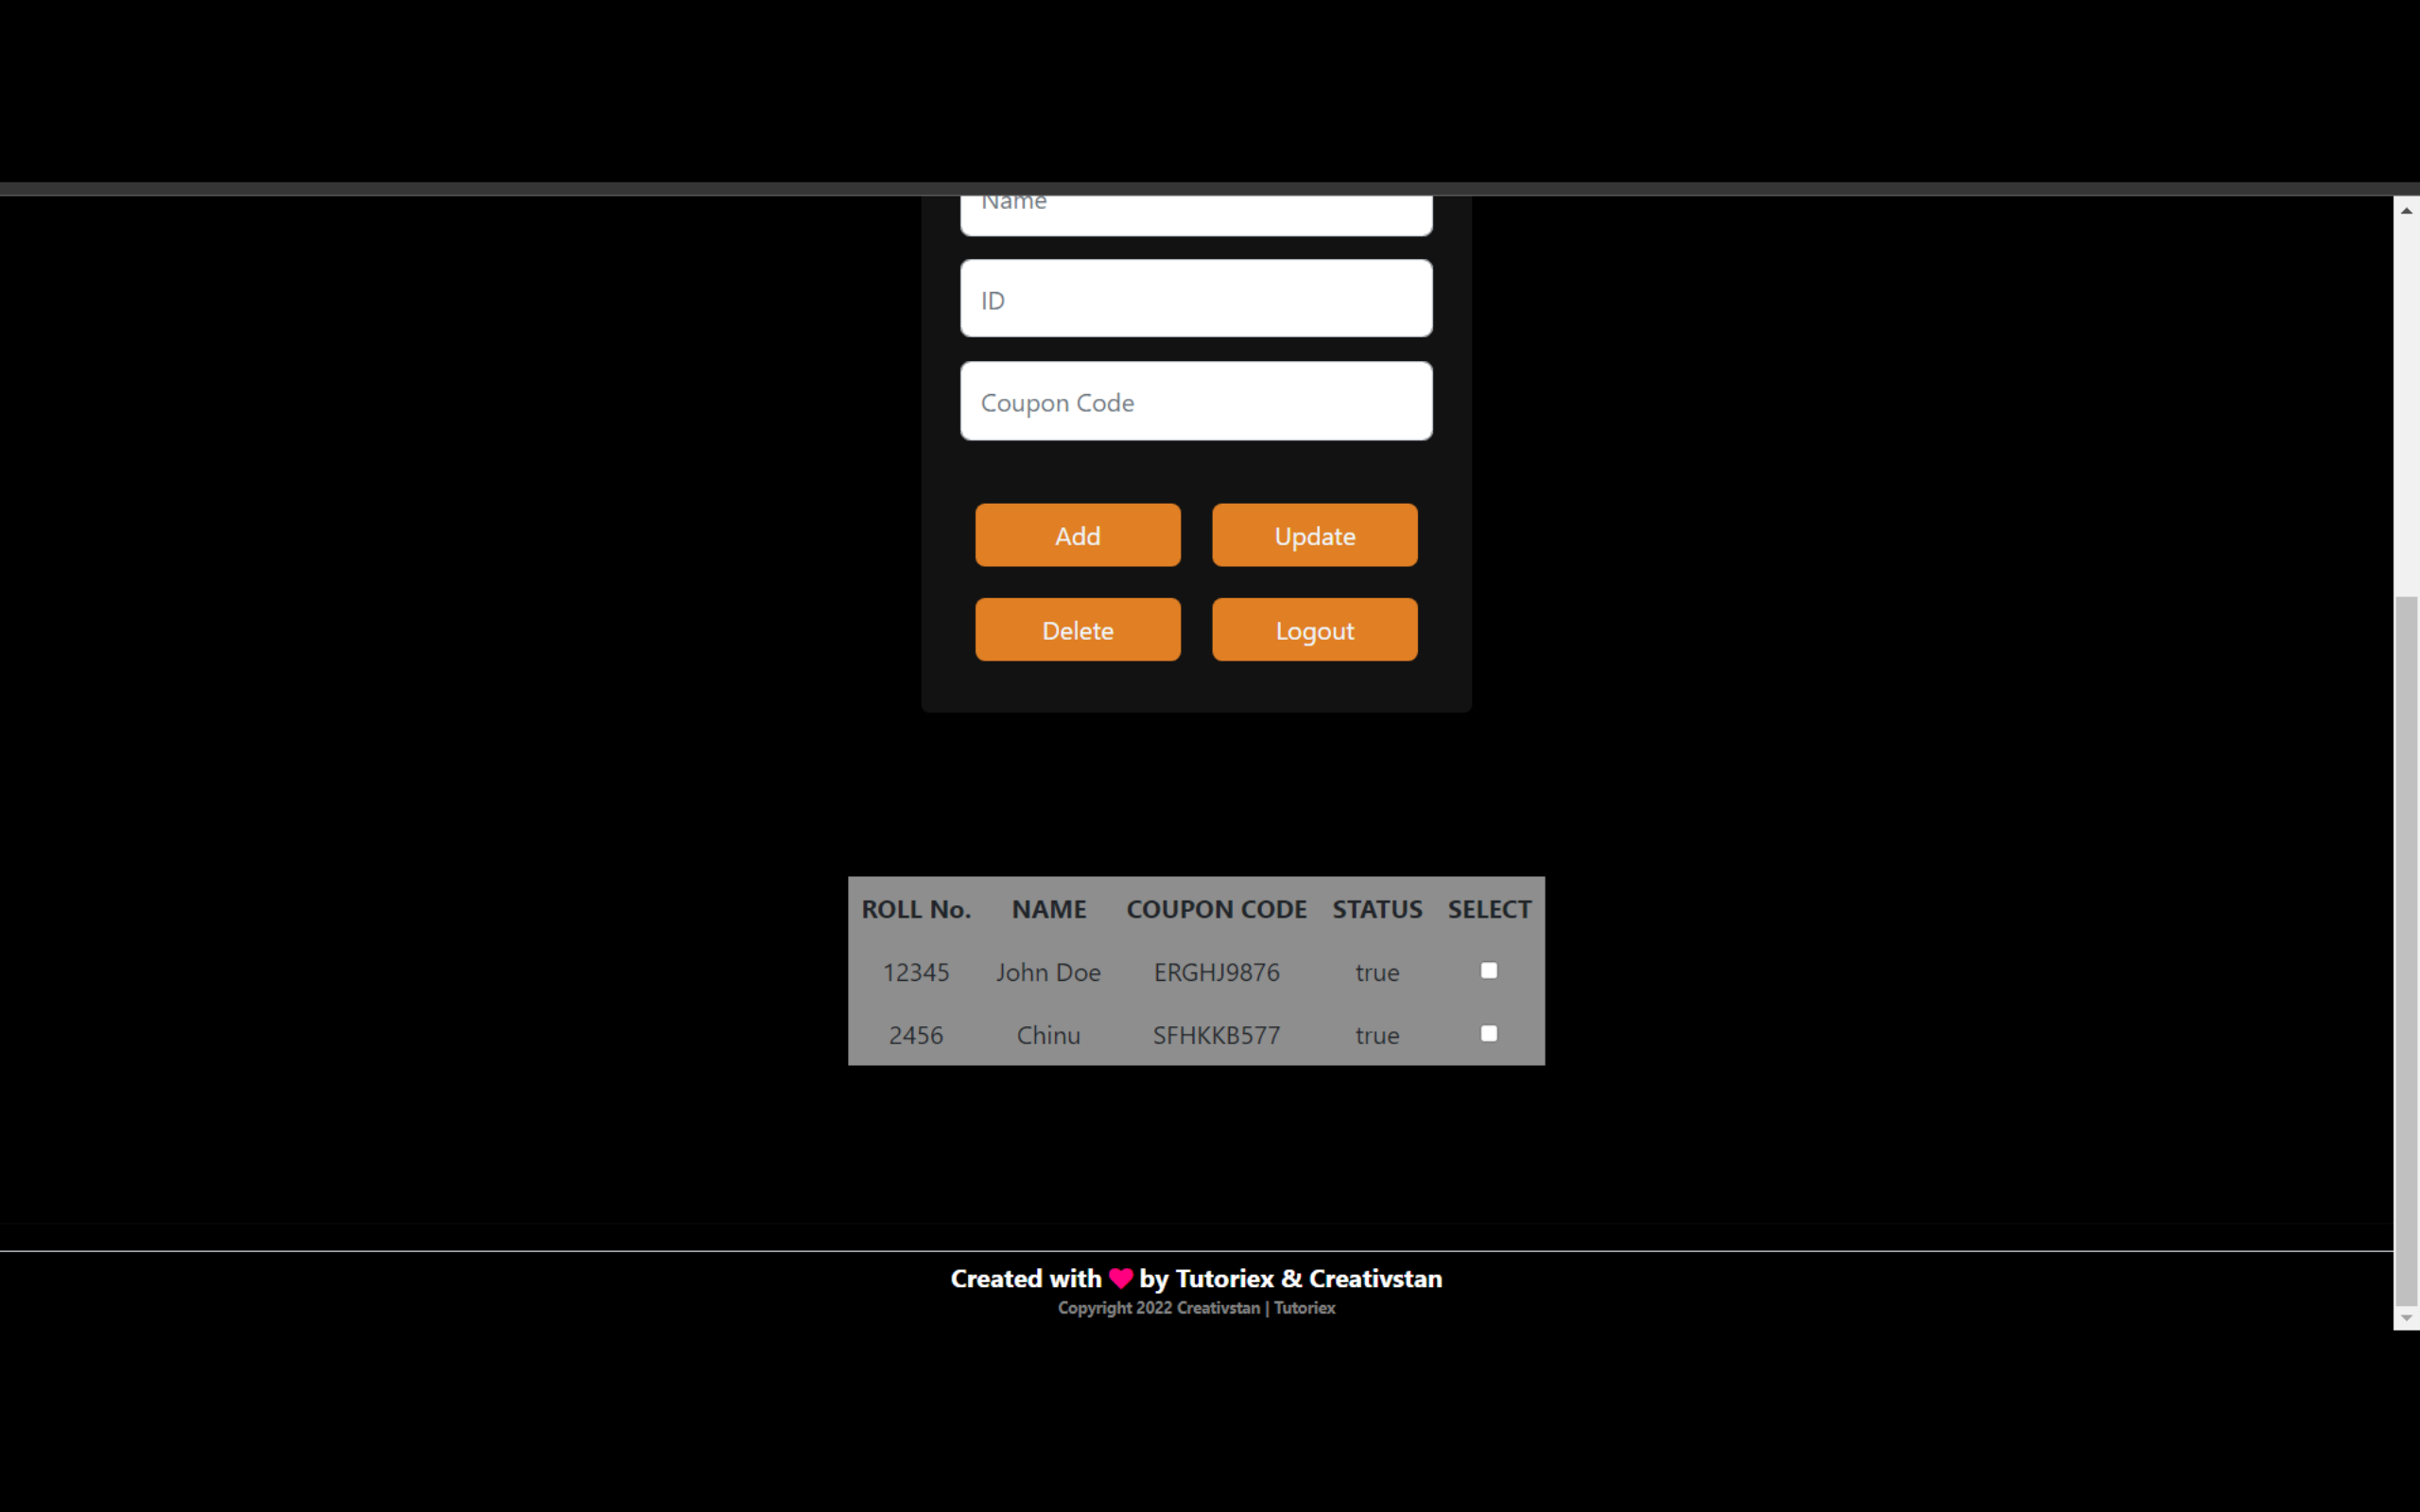 Name
ID
Coupon Code
Add Update
Delete Logout
ROLL No. NAME COUPON CODE STATUS SELECT
12345 John Doe ERGHJ9876 true
2456 Chinu SFHKKB577 true
Created with ♥ by Tutoriex & Creativstan
Copyright 2022 Creativstan | Tutoriex